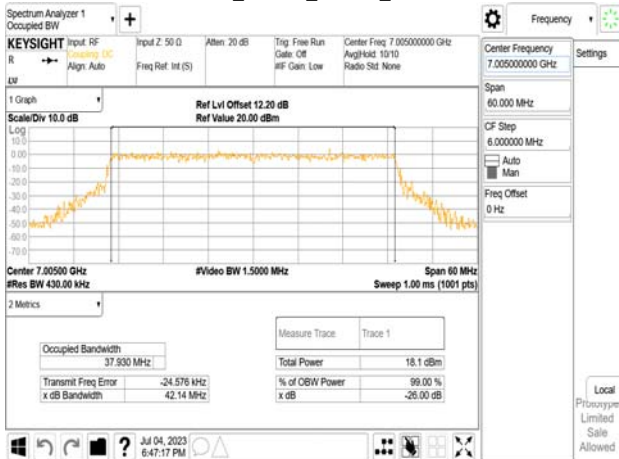 Spectrum Analyzer 1
Occupied BW
Frequency
KEYSIGHT Input: RF
R
Coupling: DC
Align: Auto
Input Z: 50 Ω
Freq Ref: Int (S)
Atten: 20 dB
Trig: Free Run
Gate: Off
#IF Gain: Low
Center Freq: 7.005000000 GHz
Avg|Hold: 10/10
Radio Std: None
1 Graph
Scale/Div 10.0 dB
Ref Lvl Offset 12.20 dB
Ref Value 20.00 dBm
Log
10.0
0.00
-10.0
-20.0
-30.0
-40.0
-50.0
-60.0
-70.0
Center 7.00500 GHz
#Res BW 430.00 kHz
#Video BW 1.5000 MHz
Span 60 MHz
Sweep 1.00 ms (1001 pts)
2 Metrics
Measure Trace Trace 1
Occupied Bandwidth
37.930 MHz
Total Power 18.1 dBm
Transmit Freq Error -24.576 kHz
% of OBW Power 99.00 %
x dB Bandwidth 42.14 MHz
x dB -26.00 dB
Jul 04, 2023
6:47:17 PM
Center Frequency
7.005000000 GHz
Settings
Span
60.000 MHz
CF Step
6.000000 MHz
Auto
Man
Freq Offset
0 Hz
Local
Prototype
Limited
Sale
Allowed